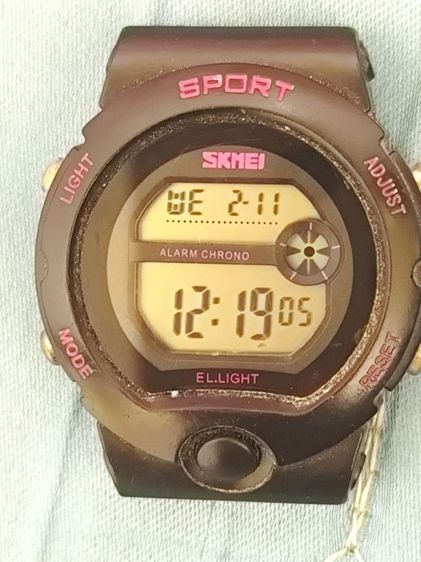 SPORT
LIGHT
ADJUST
SKMEI
WE 2-11
ALARM CHRONO
12:19 05
MODE
RESET
EL.LIGHT